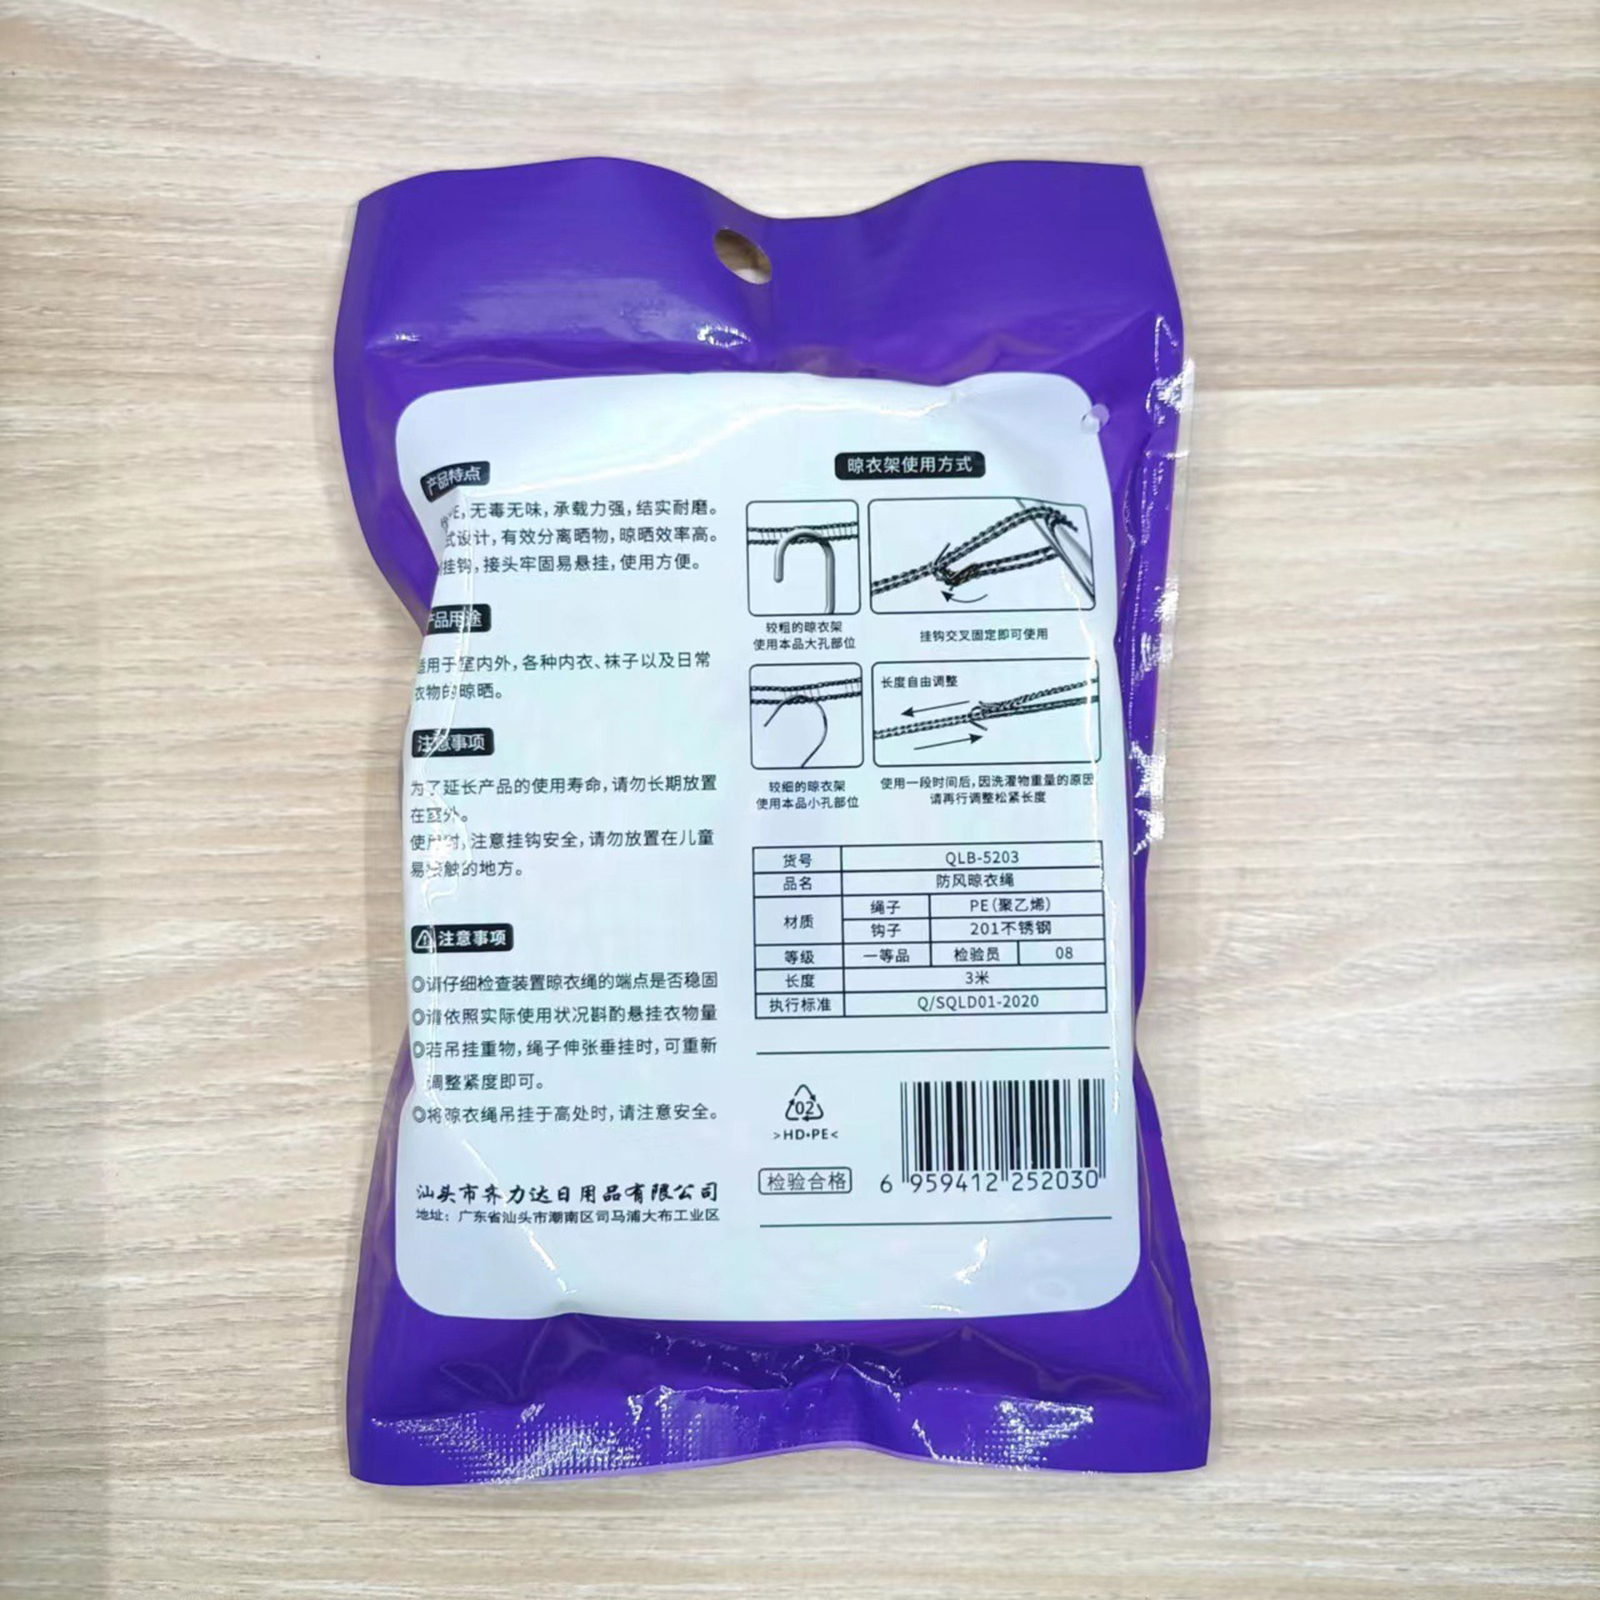 产品特点
PE，无毒无味，承载力强，结实耐磨。
式设计，有效分离晒物，晾晒效率高。
挂钩，接头牢固易悬挂，使用方便。
产品用途
适用于室内外，各种内衣、袜子以及日常
衣物的晾晒。
注意事项
为了延长产品的使用寿命，请勿长期放置
在室外。
使用时，注意挂钩安全，请勿放置在儿童
易接触的地方。
注意事项
◎请仔细检查装置晾衣绳的端点是否稳固
◎请依照实际使用状况斟酌悬挂衣物量
◎若吊挂重物，绳子伸张垂挂时，可重新
调整紧度即可。
◎将晾衣绳吊挂于高处时，请注意安全。
汕头市齐力达日用品有限公司
地址：广东省汕头市潮南区司马浦大布工业区
晾衣架使用方式
较粗的晾衣架
使用本品大孔部位
挂钩交叉固定即可使用
长度自由调整
较细的晾衣架
使用本品小孔部位
使用一段时间后，因洗濯物重量的原因
请再行调整松紧长度
货号 QLB-5203
品名 防风晾衣绳
材质 绳子 PE（聚乙烯）
钩子 201不锈钢
等级 一等品 检验员 08
长度 3米
执行标准 Q/SQLD01-2020
02
>HD-PE<
检验合格
6 959412 252030